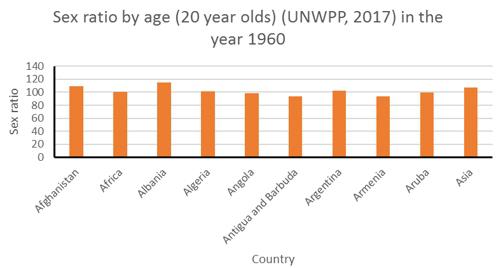 Sex ratio by age (20 year olds) (UNWPP, 2017) in the
year 1960
140
120
100
80
60
40
20
0
Sex ratio
Afghanistan
Africa
Albania
Algeria
Angola
Antigua and Barbuda
Argentina
Armenia
Aruba
Asia
Country